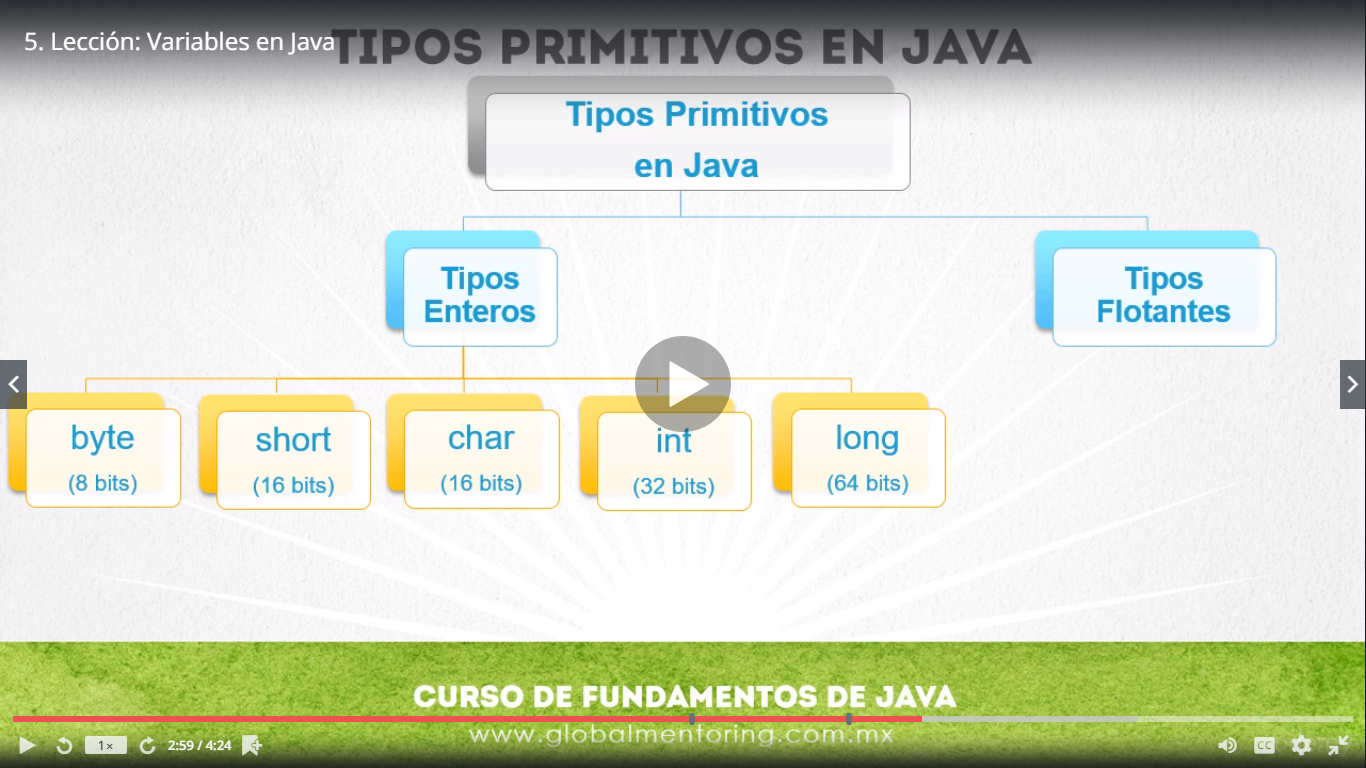 5. Lección: Variables en Java
TIPOS PRIMITIVOS EN JAVA
Tipos Primitivos
en Java
Tipos
Enteros
Tipos
Flotantes
byte
(8 bits)
short
(16 bits)
char
(16 bits)
int
(32 bits)
long
(64 bits)
CURSO DE FUNDAMENTOS DE JAVA
www.globalmentoring.com.mx
1×
2:59 / 4:24
CC